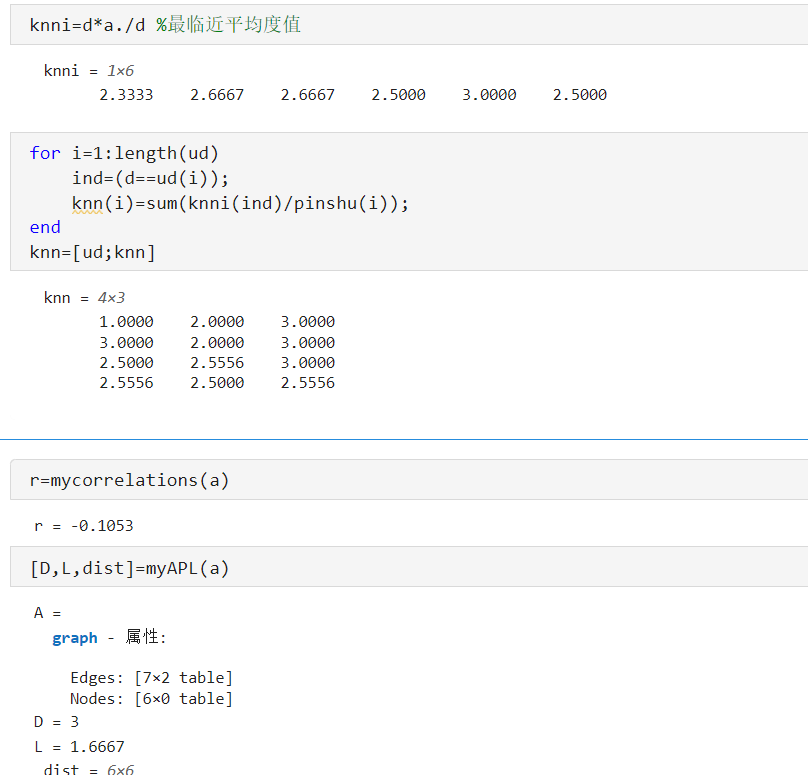 knni=d*a./d %最临近平均度值
knni = 1×6
2.3333 2.6667 2.6667 2.5000 3.0000 2.5000
for i=1:length(ud)
ind=(d==ud(i));
knn(i)=sum(knni(ind)/pinshu(i));
end
knn=[ud;knn]
knn = 4×3
1.0000 2.0000 3.0000
3.0000 2.0000 3.0000
2.5000 2.5556 3.0000
2.5556 2.5000 2.5556
r=mycorrelations(a)
r = -0.1053
[D,L,dist]=myAPL(a)
A =
graph - 属性:
Edges: [7×2 table]
Nodes: [6×0 table]
D = 3
L = 1.6667
dist = 6×6